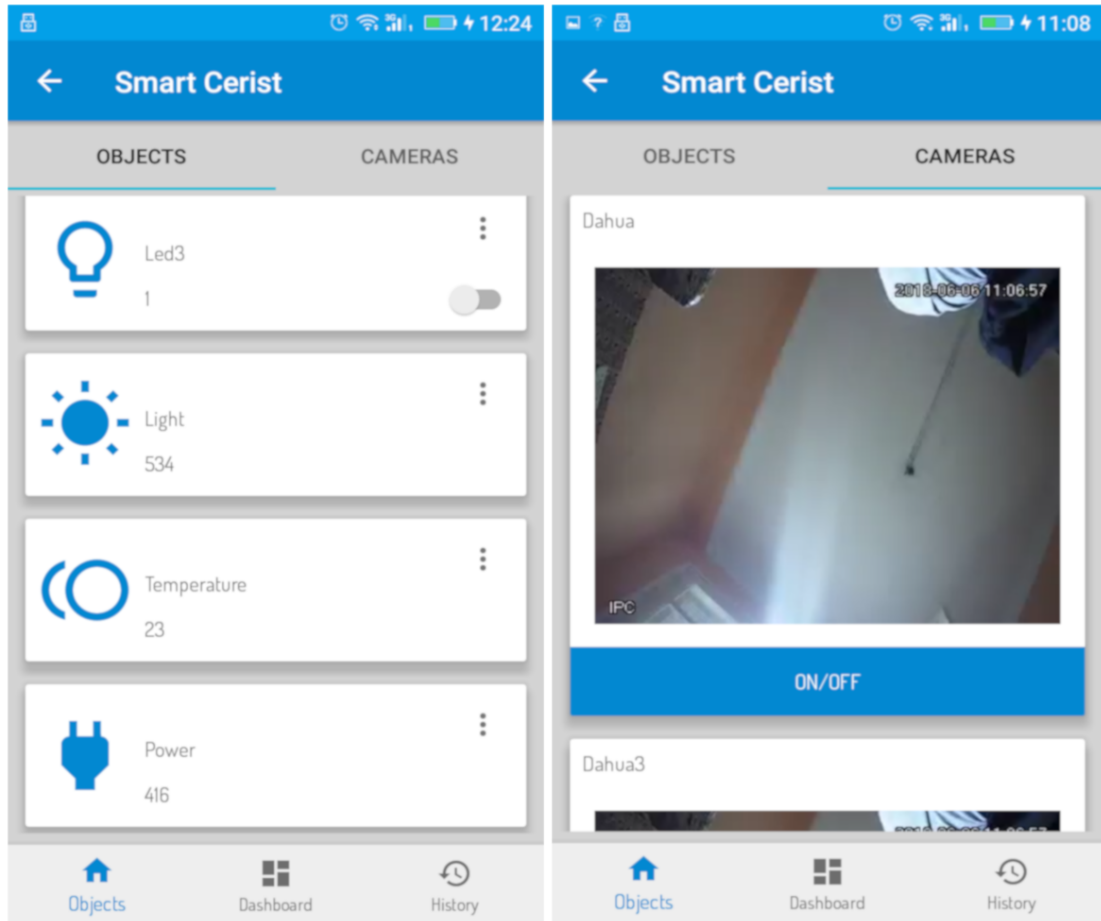 12:24
Smart Cerist
OBJECTS CAMERAS
Led3
1
Light
534
Temperature
23
Power
416
Objects Dashboard History
11:08
Smart Cerist
OBJECTS CAMERAS
Dahua
2018-06-06 11:06:57
IPC
ON/OFF
Dahua3
Objects Dashboard History